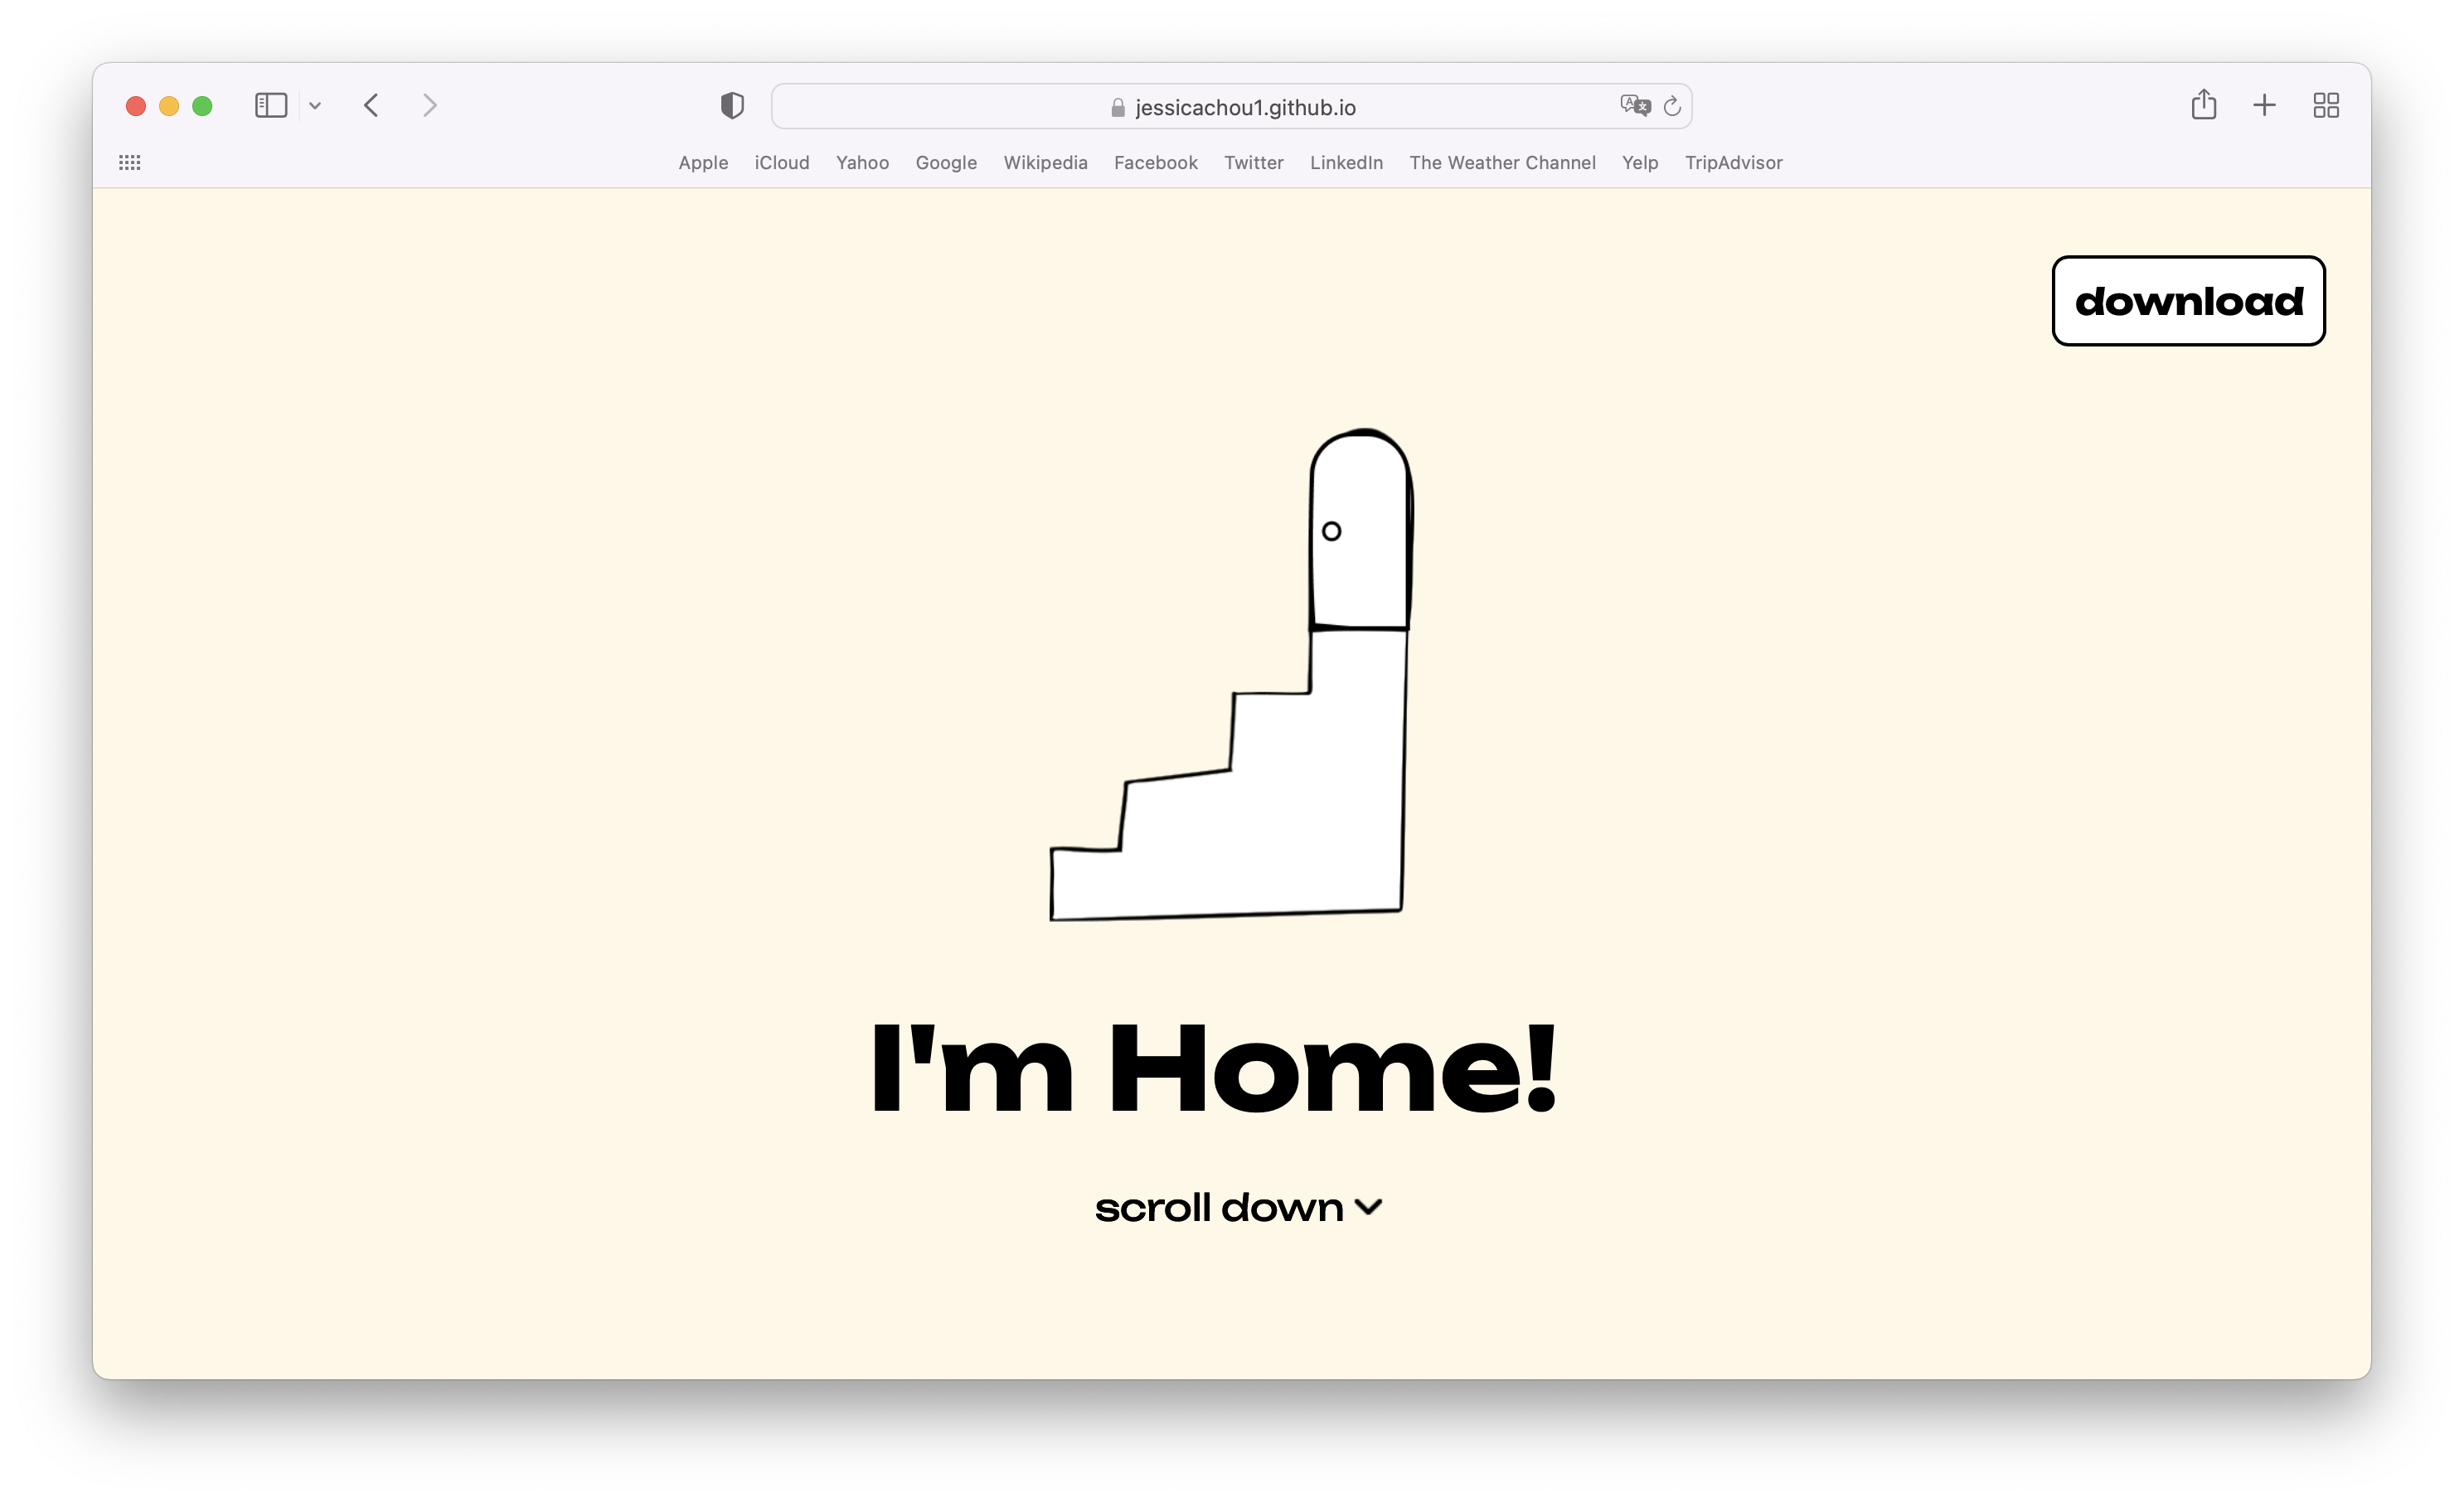 jessicachou1.github.io
Apple iCloud Yahoo Google Wikipedia Facebook Twitter LinkedIn The Weather Channel Yelp TripAdvisor
download
I'm Home!
scroll down